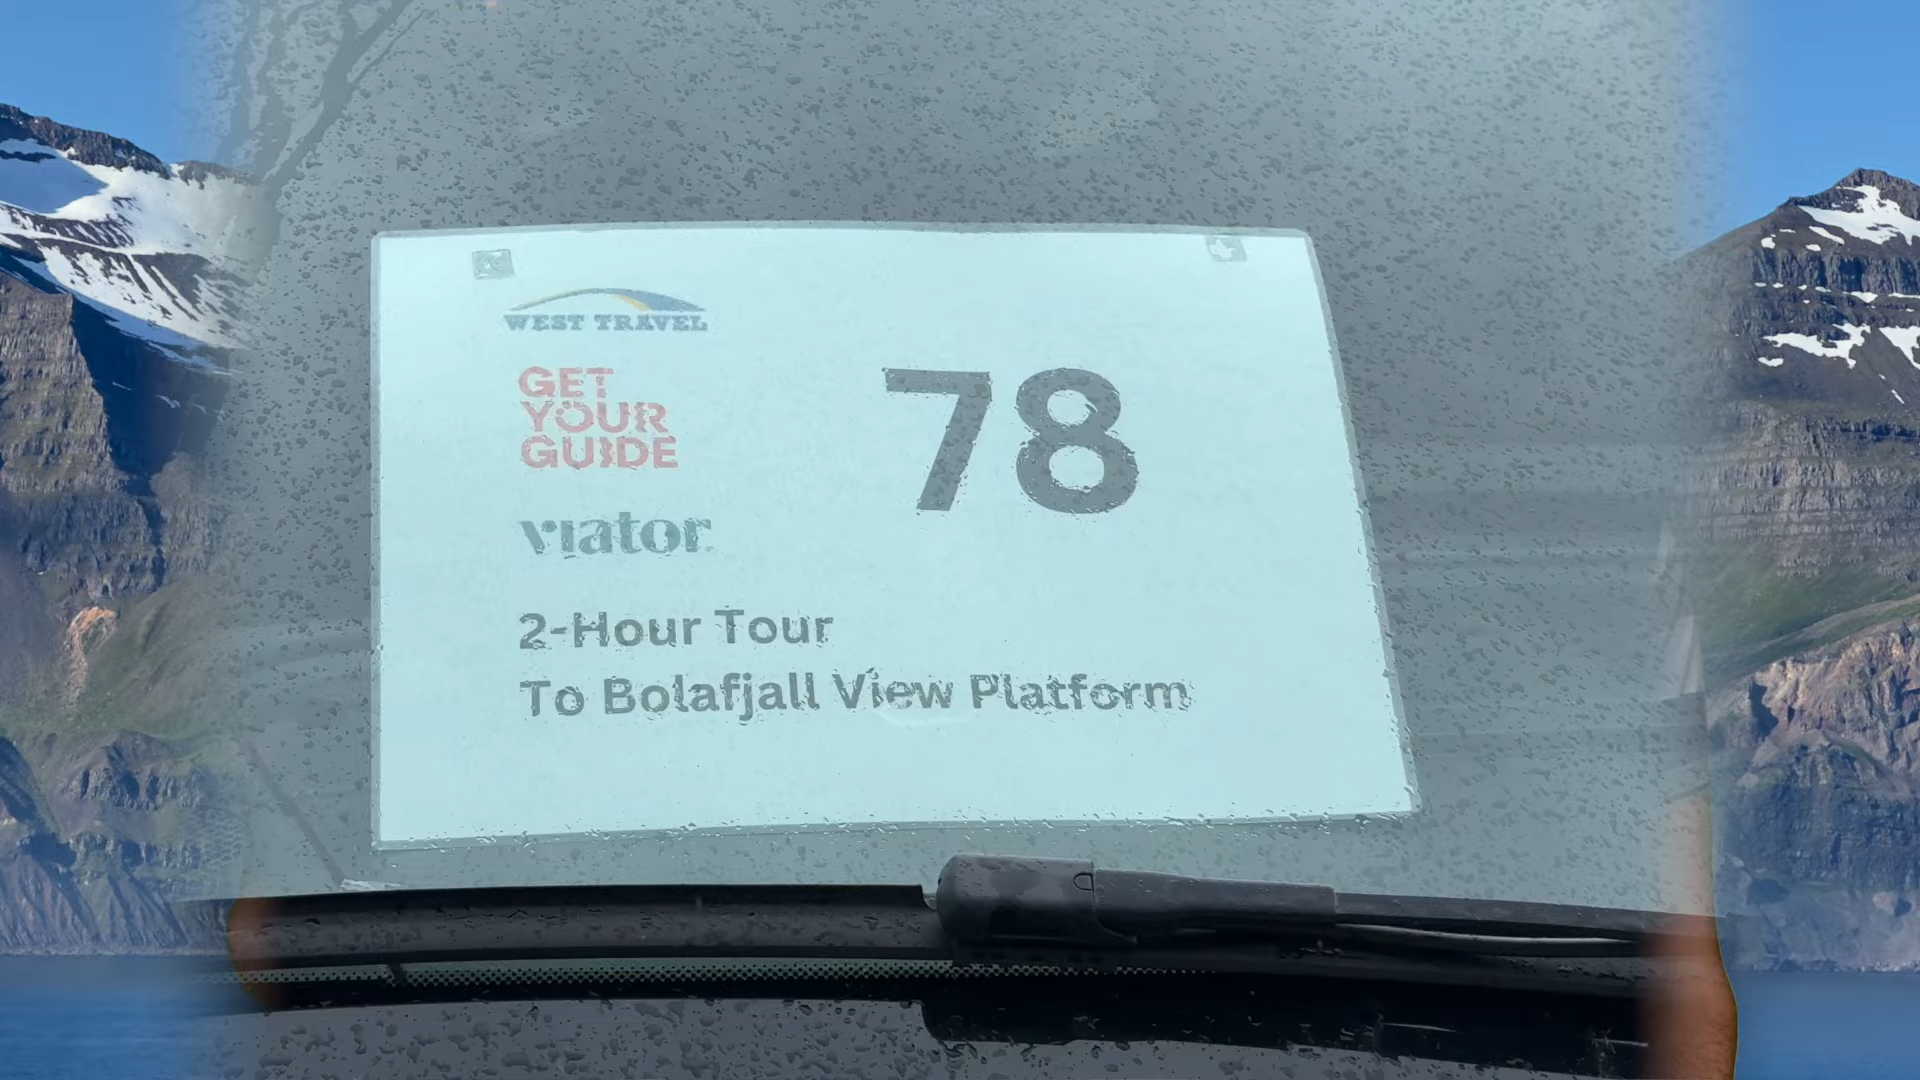 WEST TRAVEL
GET
YOUR
GUIDE
78
viator
2-Hour Tour
To Bolafjall View Platform